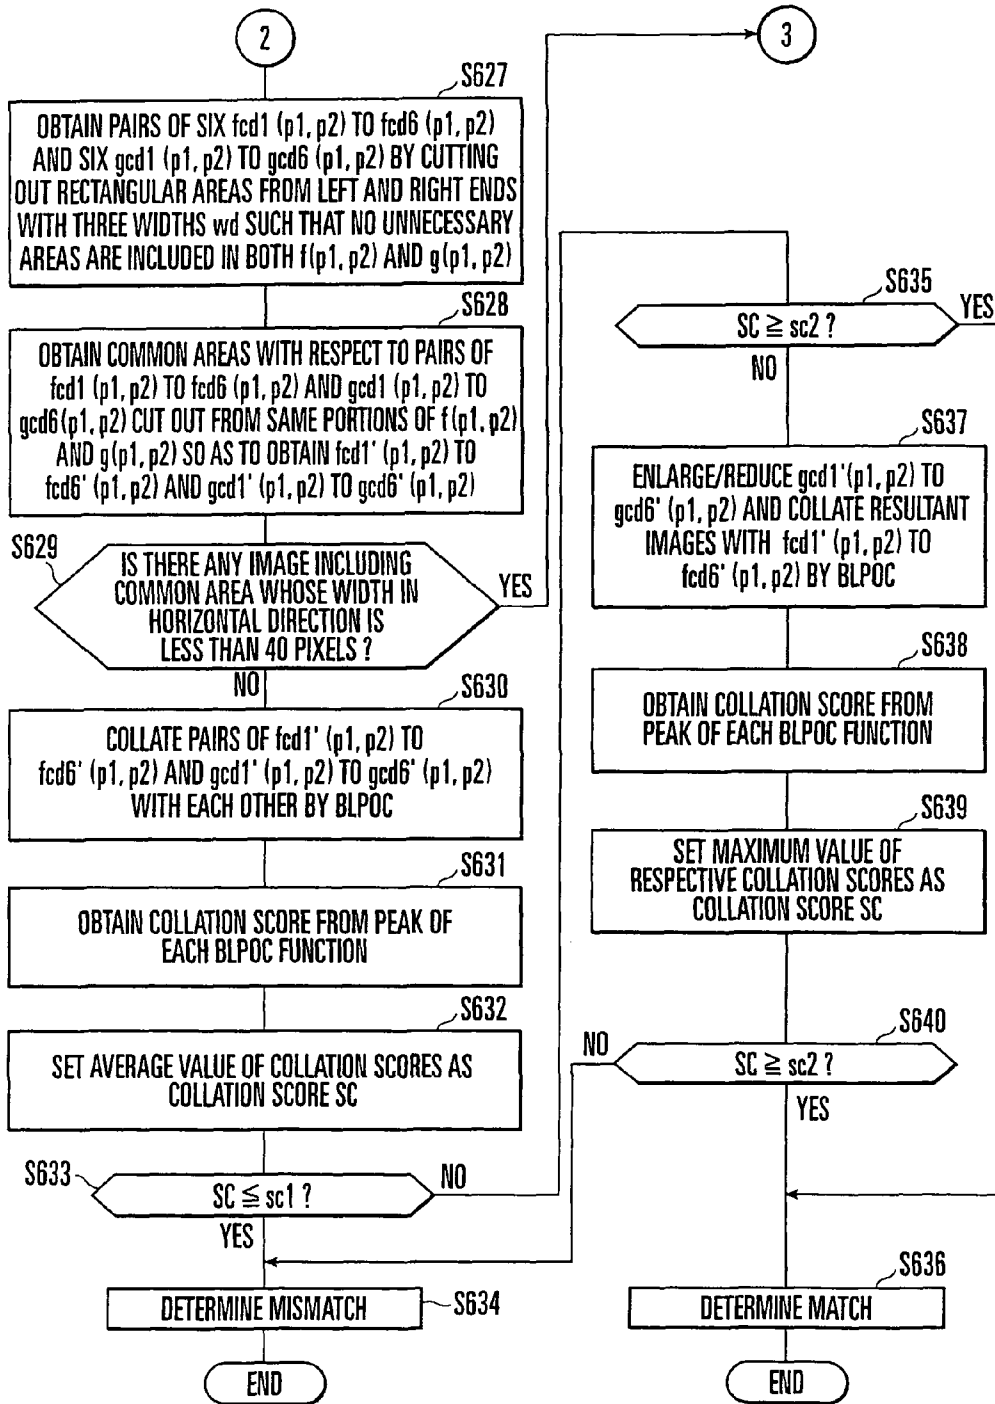 2
S627
OBTAIN PAIRS OF SIX fcd1 (p1, p2) TO fcd6 (p1, p2)
AND SIX gcd1 (p1, p2) TO gcd6 (p1, p2) BY CUTTING
OUT RECTANGULAR AREAS FROM LEFT AND RIGHT ENDS
WITH THREE WIDTHS wd SUCH THAT NO UNNECESSARY
AREAS ARE INCLUDED IN BOTH f(p1, p2) AND g(p1, p2)
S628
OBTAIN COMMON AREAS WITH RESPECT TO PAIRS OF
fcd1 (p1, p2) TO fcd6 (p1, p2) AND gcd1 (p1, p2) TO
gcd6(p1, p2) CUT OUT FROM SAME PORTIONS OF f(p1, p2)
AND g(p1, p2) SO AS TO OBTAIN fcd1' (p1, p2) TO
fcd6' (p1, p2) AND gcd1' (p1, p2) TO gcd6' (p1, p2)
S629
IS THERE ANY IMAGE INCLUDING
COMMON AREA WHOSE WIDTH IN
HORIZONTAL DIRECTION IS
LESS THAN 40 PIXELS ?
YES
NO
S630
COLLATE PAIRS OF fcd1' (p1, p2) TO
fcd6' (p1, p2) AND gcd1' (p1, p2) TO gcd6' (p1, p2)
WITH EACH OTHER BY BLPOC
S631
OBTAIN COLLATION SCORE FROM PEAK OF
EACH BLPOC FUNCTION
S632
SET AVERAGE VALUE OF COLLATION SCORES AS
COLLATION SCORE SC
S633
SC ≦ sc1 ?
NO
YES
DETERMINE MISMATCH
S634
END
3
S635
SC ≧ sc2 ?
YES
NO
S637
ENLARGE/REDUCE gcd1'(p1, p2) TO
gcd6' (p1, p2) AND COLLATE RESULTANT
IMAGES WITH fcd1' (p1, p2) TO
fcd6' (p1, p2) BY BLPOC
S638
OBTAIN COLLATION SCORE FROM
PEAK OF EACH BLPOC FUNCTION
S639
SET MAXIMUM VALUE OF
RESPECTIVE COLLATION SCORES AS
COLLATION SCORE SC
S640
NO
SC ≧ sc2 ?
YES
S636
DETERMINE MATCH
END